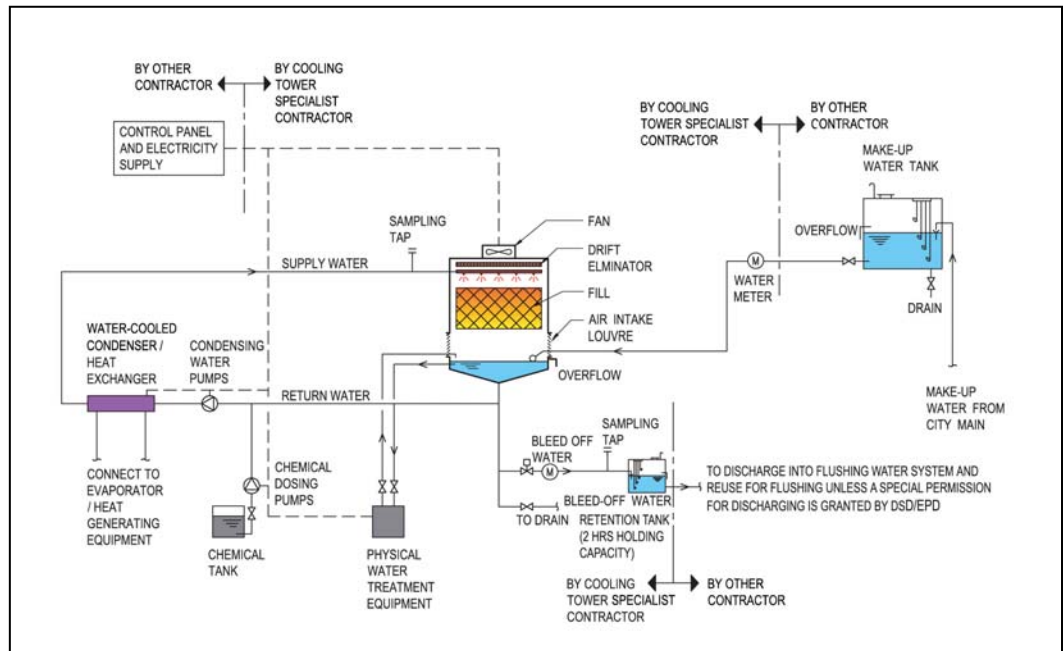 BY OTHER
CONTRACTOR
BY COOLING
TOWER
SPECIALIST
CONTRACTOR
CONTROL PANEL
AND ELECTRICITY
SUPPLY
BY COOLING
TOWER SPECIALIST
CONTRACTOR
BY OTHER
CONTRACTOR
MAKE-UP
WATER TANK
OVERFLOW
SAMPLING
TAP
FAN
DRIFT
ELMINATOR
SUPPLY WATER
FILL
AIR INTAKE
LOUVRE
M
WATER
METER
DRAIN
WATER-COOLED
CONDENSER /
HEAT
EXCHANGER
CONDENSING
WATER
PUMPS
RETURN WATER
OVERFLOW
MAKE-UP
WATER FROM
CITY MAIN
BLEED OFF
WATER
M
SAMPLING
TAP
CONNECT TO
EVAPORATOR
/ HEAT
GENERATING
EQUIPMENT
CHEMICAL
DOSING
PUMPS
CHEMICAL
TANK
PHYSICAL
WATER
TREATMENT
EQUIPMENT
TO DRAIN
BLEED-OFF WATER
RETENTION TANK
(2 HRS HOLDING
CAPACITY)
TO DISCHARGE INTO FLUSHING WATER SYSTEM AND
REUSE FOR FLUSHING UNLESS A SPECIAL PERMISSION
FOR DISCHARGING IS GRANTED BY DSD/EPD
BY COOLING
TOWER SPECIALIST
CONTRACTOR
BY OTHER
CONTRACTOR